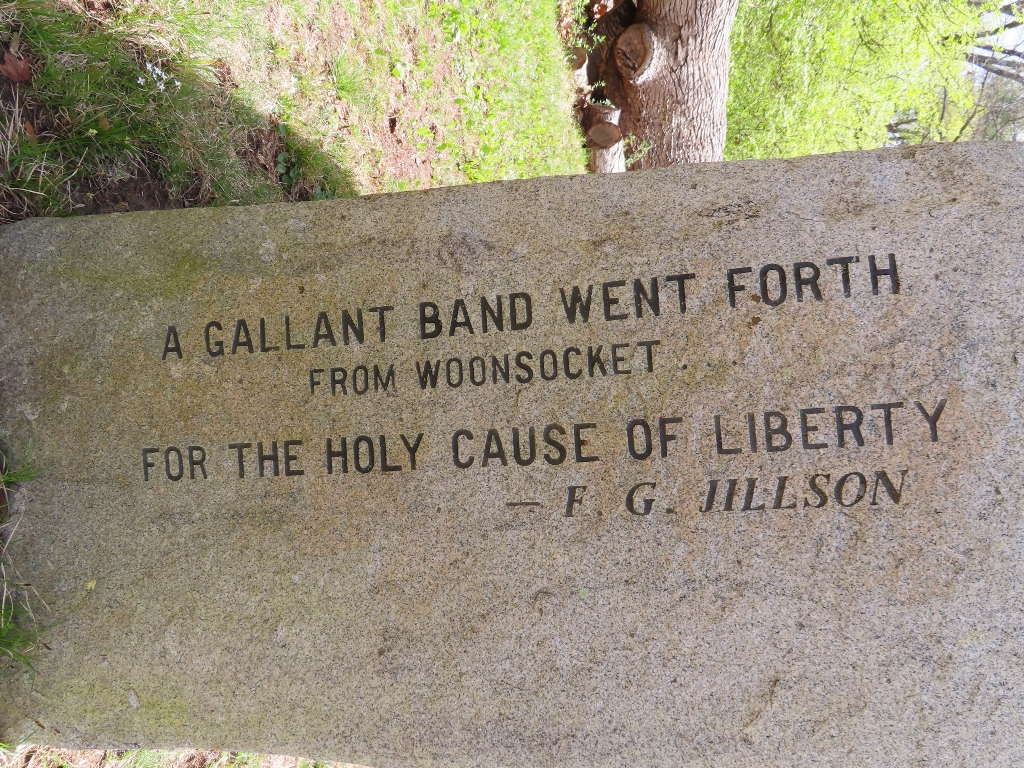 A GALLANT BAND WENT FORTH
FROM WOONSOCKET.
FOR THE HOLY CAUSE OF LIBERTY
— F. G. JILLSON